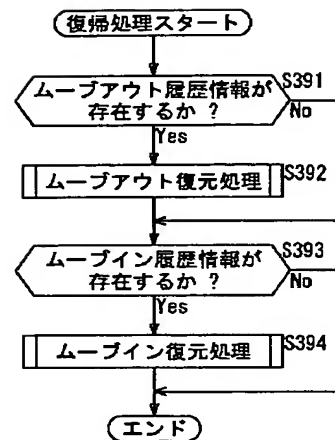 復帰処理スタート
S391
ムーブアウト履歴情報が
存在するか ?
No
Yes
ムーブアウト復元処理
S392
S393
ムーブイン履歴情報が
存在するか ?
No
Yes
ムーブイン復元処理
S394
エンド